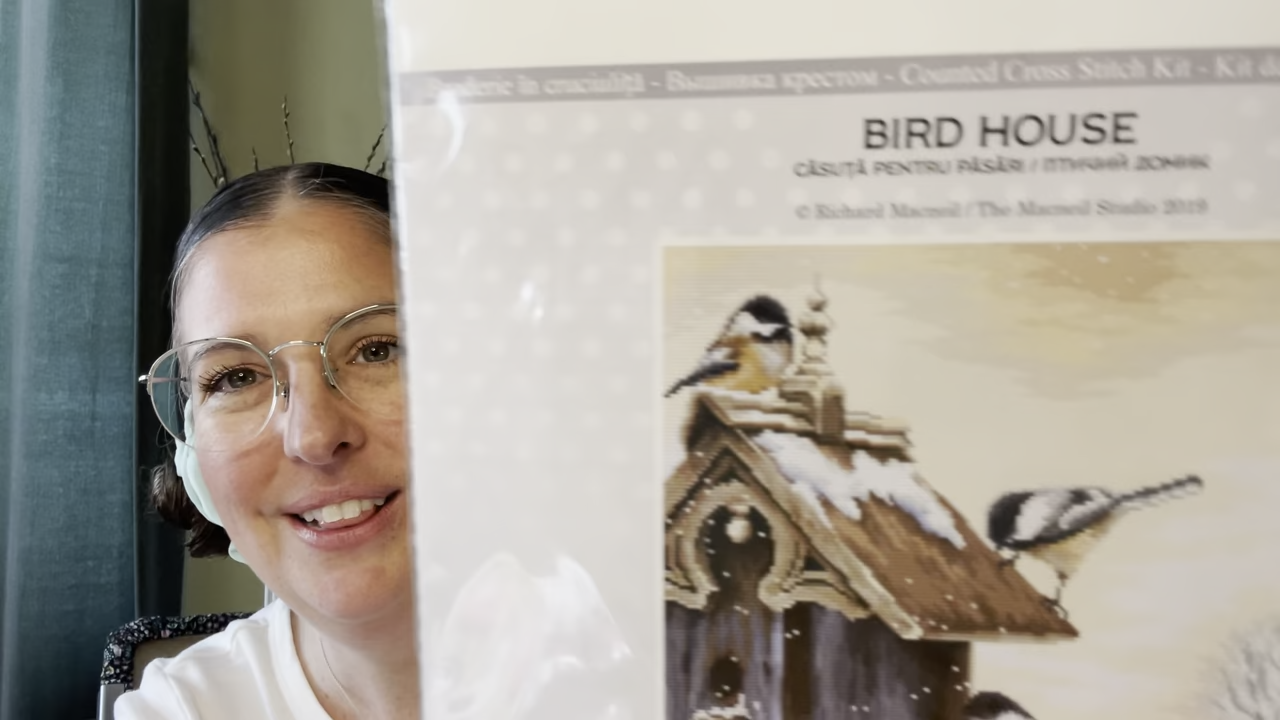 Broderie în cruciuliță - Вышивка крестом - Counted Cross Stitch Kit - Kit
BIRD HOUSE
CĂSUȚĂ PENTRU PĂSĂRI / ПТИЧИЙ ДОМИК
© Richard Macneil / The Macneil Studio 2019